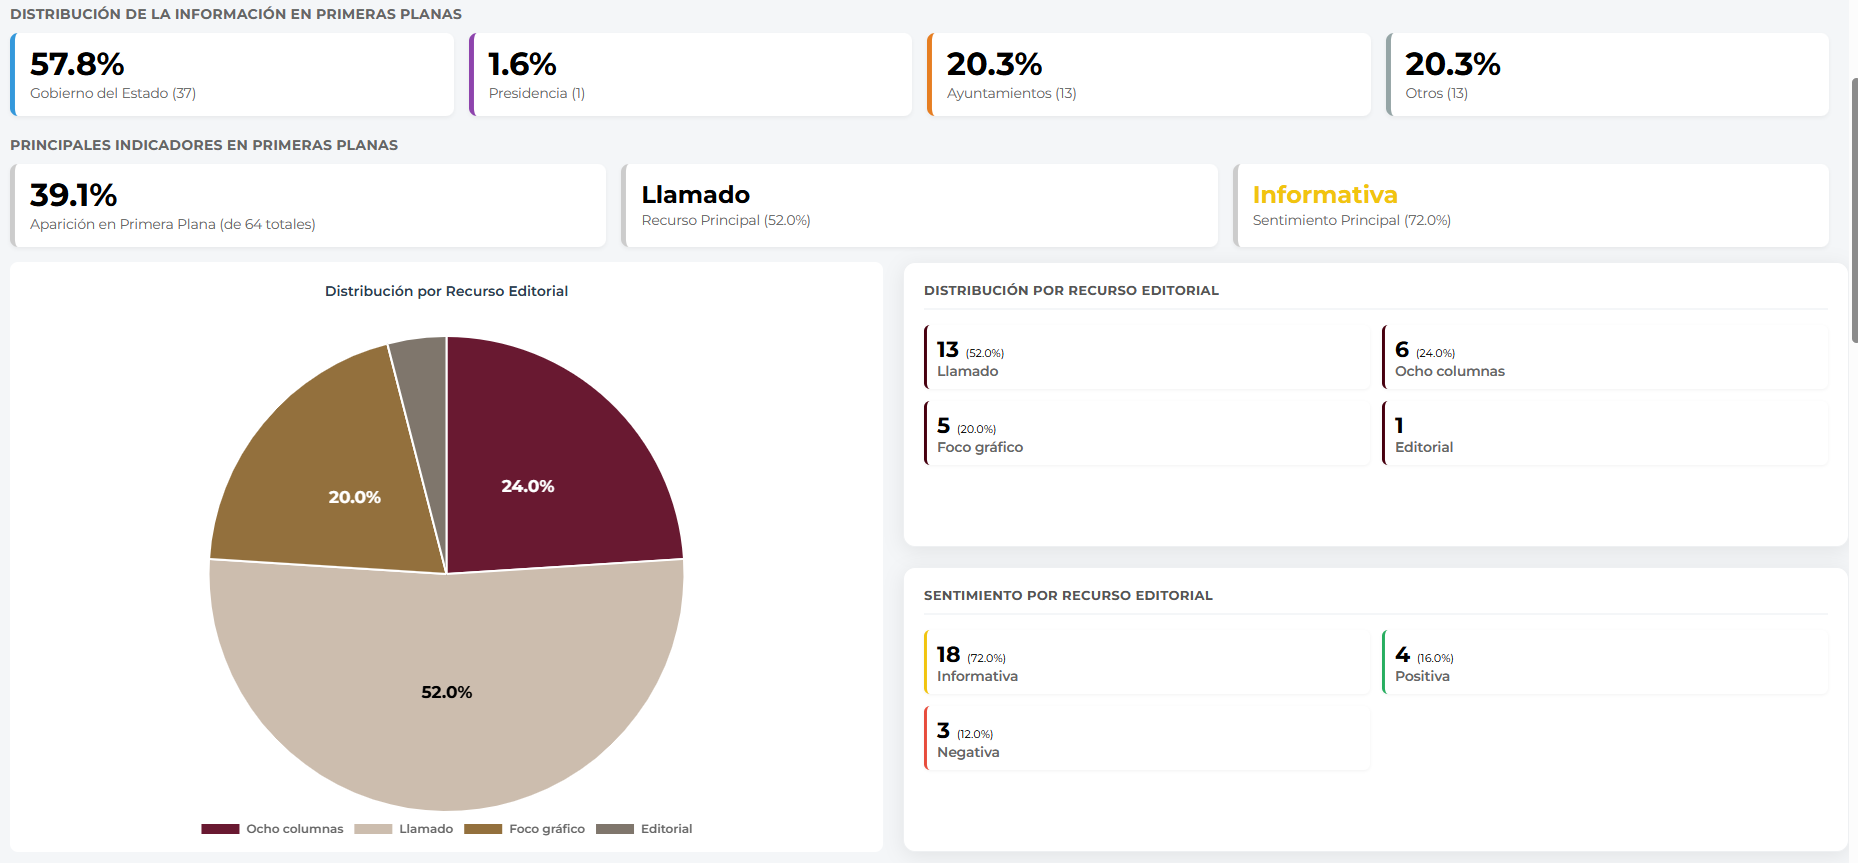 DISTRIBUCIÓN DE LA INFORMACIÓN EN PRIMERAS PLANAS
57.8%
Gobierno del Estado (37)
1.6%
Presidencia (1)
20.3%
Ayuntamientos (13)
20.3%
Otros (13)
PRINCIPALES INDICADORES EN PRIMERAS PLANAS
39.1%
Aparición en Primera Plana (de 64 totales)
Llamado
Recurso Principal (52.0%)
Informativa
Sentimiento Principal (72.0%)
Distribución por Recurso Editorial
24.0%
20.0%
52.0%
Ocho columnas
Llamado
Foco gráfico
Editorial
DISTRIBUCIÓN POR RECURSO EDITORIAL
13 (52.0%)
Llamado
6 (24.0%)
Ocho columnas
5 (20.0%)
Foco gráfico
1
Editorial
SENTIMIENTO POR RECURSO EDITORIAL
18 (72.0%)
Informativa
4 (16.0%)
Positiva
3 (12.0%)
Negativa